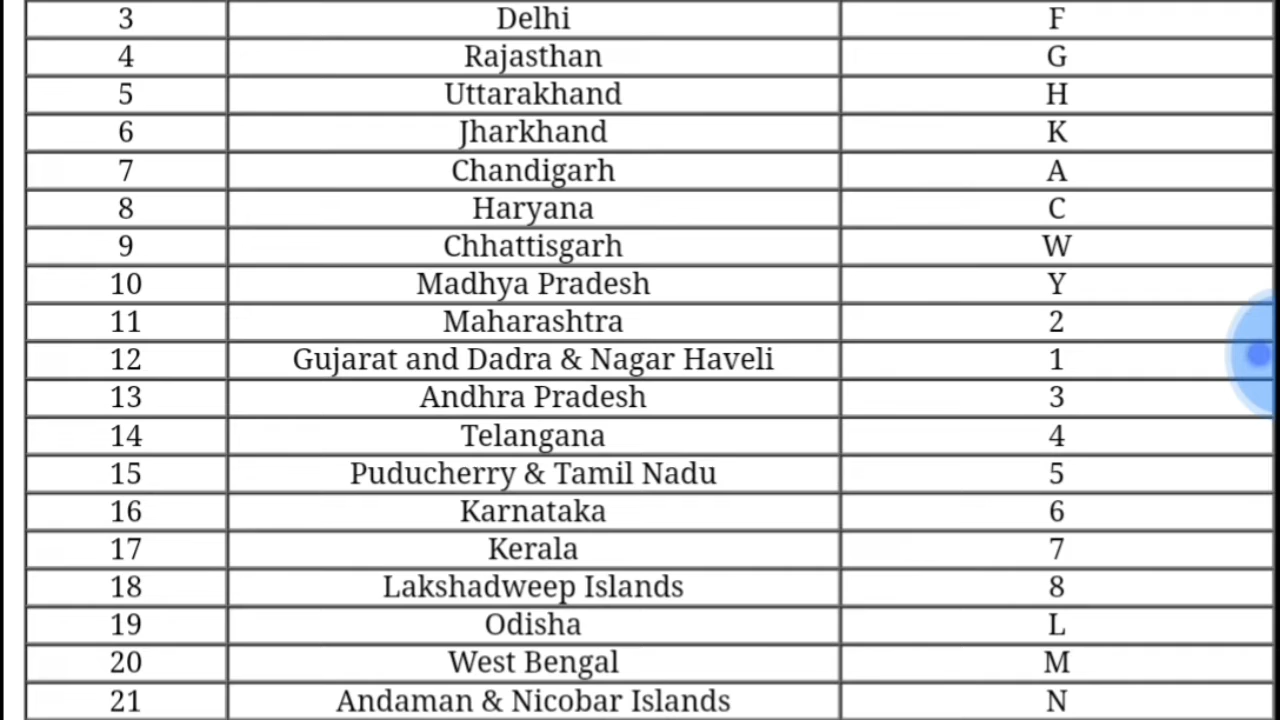 3 Delhi F
4 Rajasthan G
5 Uttarakhand H
6 Jharkhand K
7 Chandigarh A
8 Haryana C
9 Chhattisgarh W
10 Madhya Pradesh Y
11 Maharashtra 2
12 Gujarat and Dadra & Nagar Haveli 1
13 Andhra Pradesh 3
14 Telangana 4
15 Puducherry & Tamil Nadu 5
16 Karnataka 6
17 Kerala 7
18 Lakshadweep Islands 8
19 Odisha L
20 West Bengal M
21 Andaman & Nicobar Islands N